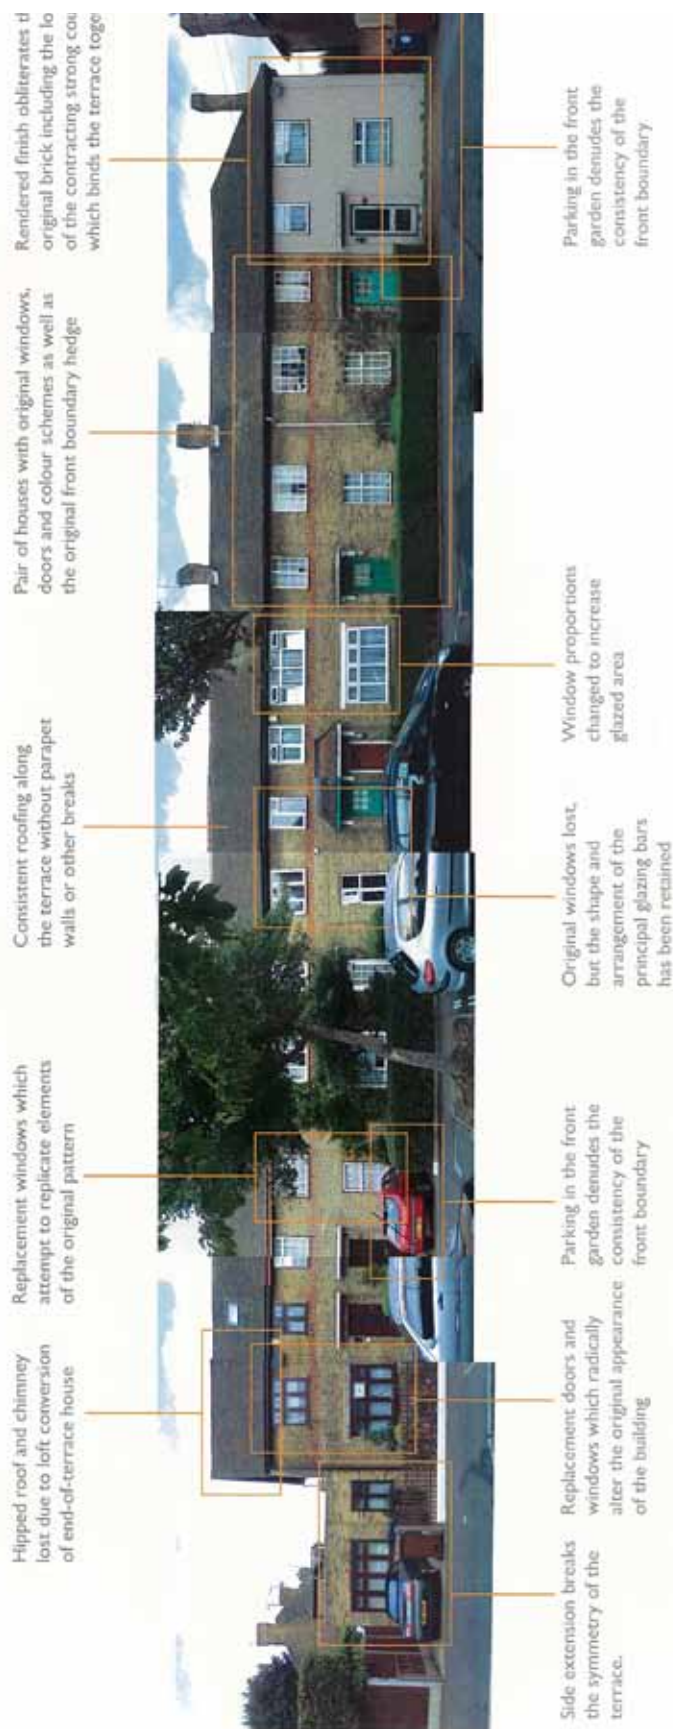 Hipped roof and chimney
lost due to loft conversion
of end-of-terrace house
Replacement windows which
attempt to replicate elements
of the original pattern
Consistent roofing along
the terrace without parapet
walls or other breaks
Pair of houses with original windows,
doors and colour schemes as well as
the original front boundary hedge
Rendered finish obliterates th
original brick including the lo
of the contracting strong cou
which binds the terrace toge
Side extension breaks
the symmetry of the
terrace.
Replacement doors and
windows which radically
alter the original appearance
of the building
Parking in the front
garden denudes the
consistency of the
front boundary
Original windows lost,
but the shape and
arrangement of the
principal glazing bars
has been retained
Window proportions
changed to increase
glazed area
Parking in the front
garden denudes the
consistency of the
front boundary